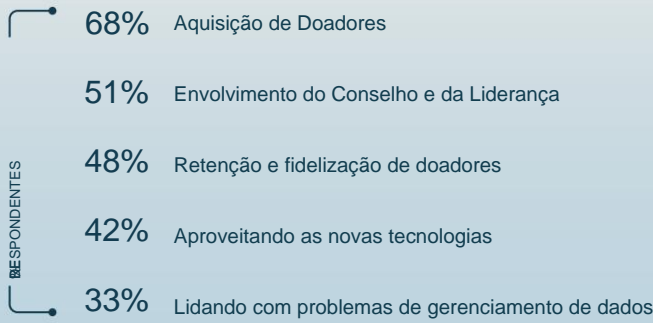 68% Aquisição de Doadores
51% Envolvimento do Conselho e da Liderança
48% Retenção e fidelização de doadores
42% Aproveitando as novas tecnologias
33% Lidando com problemas de gerenciamento de dados
RESPONDENTES